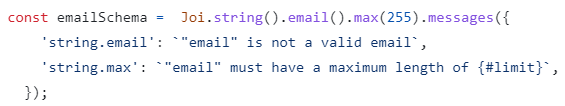 const emailSchema =  Joi.string().email().max(255).messages({
    'string.email': `"email" is not a valid email`,
    'string.max': `"email" must have a maximum length of {#limit}`,
  });